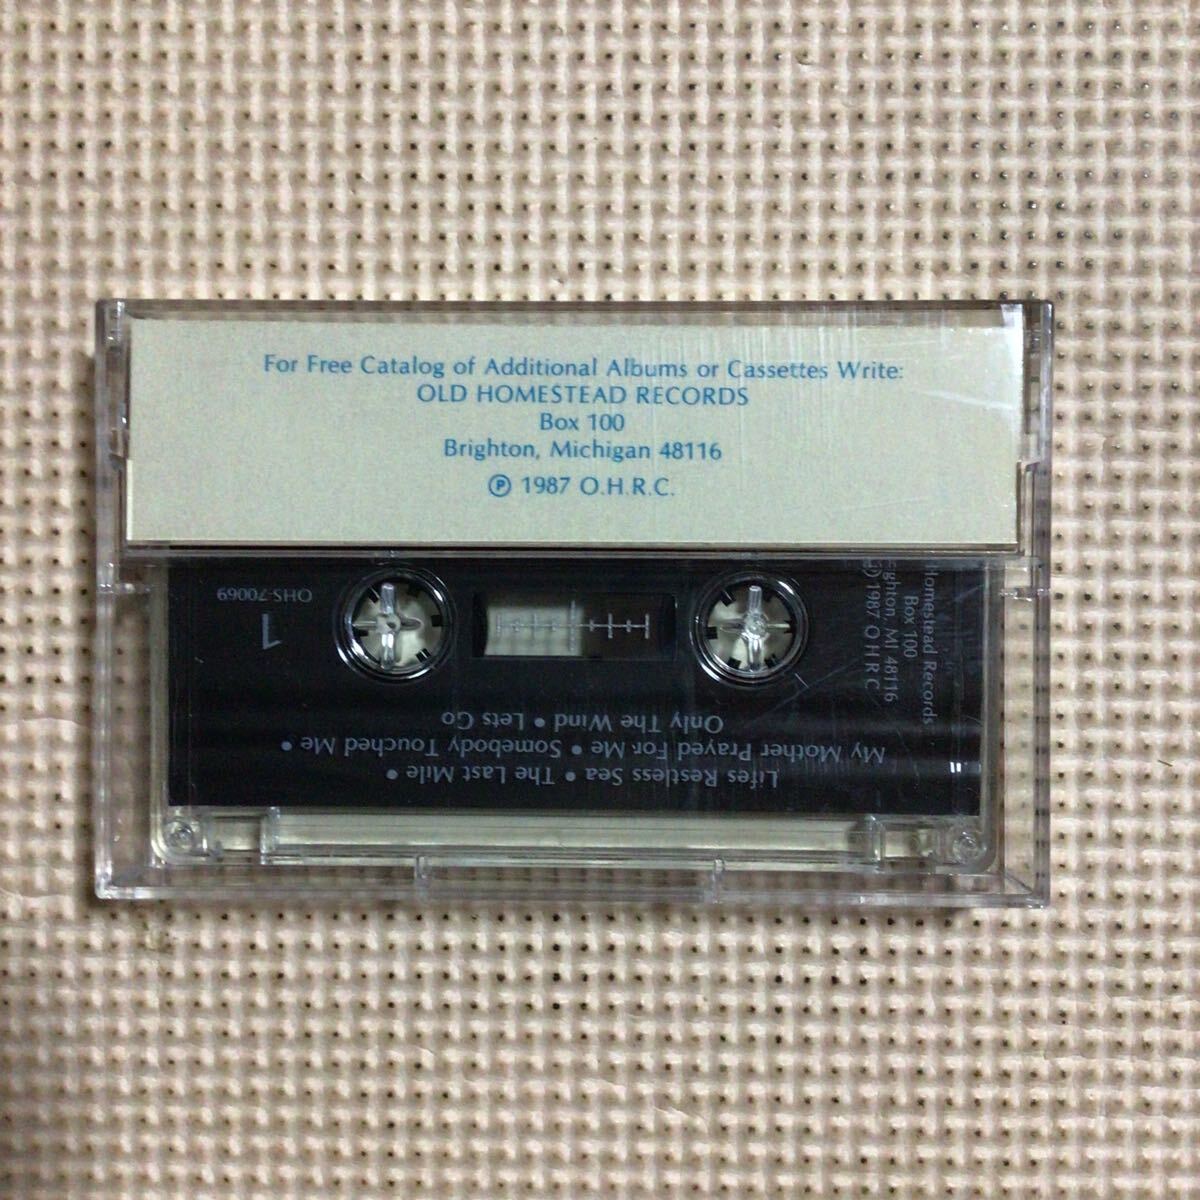 For Free Catalog of Additional Albums or Cassettes Write:
OLD HOMESTEAD RECORDS
Box 100
Brighton, Michigan 48116
Ⓟ 1987 O.H.R.C.
Lifes Restless Sea • The Last Mile •
My Mother Prayed For Me • Somebody Touched Me •
Only The Wind • Lets Go
1
OHS-70069
Homestead Records
Box 100
ighton, MI 48116
Ⓟ 1987 O.H.R.C